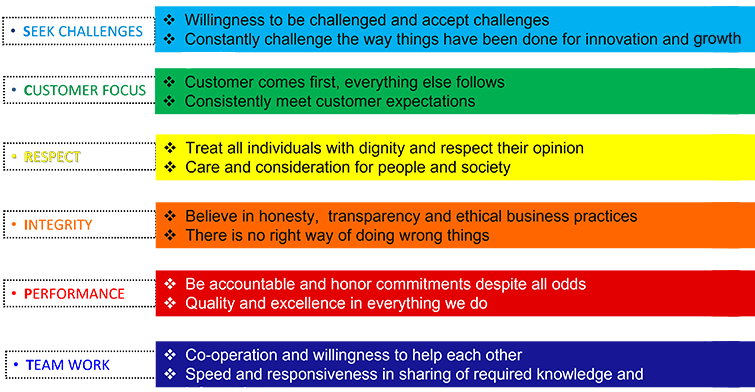 • SEEK CHALLENGES
❖ Willingness to be challenged and accept challenges
❖ Constantly challenge the way things have been done for innovation and growth
• CUSTOMER FOCUS
❖ Customer comes first, everything else follows
❖ Consistently meet customer expectations
• RESPECT
❖ Treat all individuals with dignity and respect their opinion
❖ Care and consideration for people and society
• INTEGRITY
❖ Believe in honesty, transparency and ethical business practices
❖ There is no right way of doing wrong things
• PERFORMANCE
❖ Be accountable and honor commitments despite all odds
❖ Quality and excellence in everything we do
• TEAM WORK
❖ Co-operation and willingness to help each other
❖ Speed and responsiveness in sharing of required knowledge and